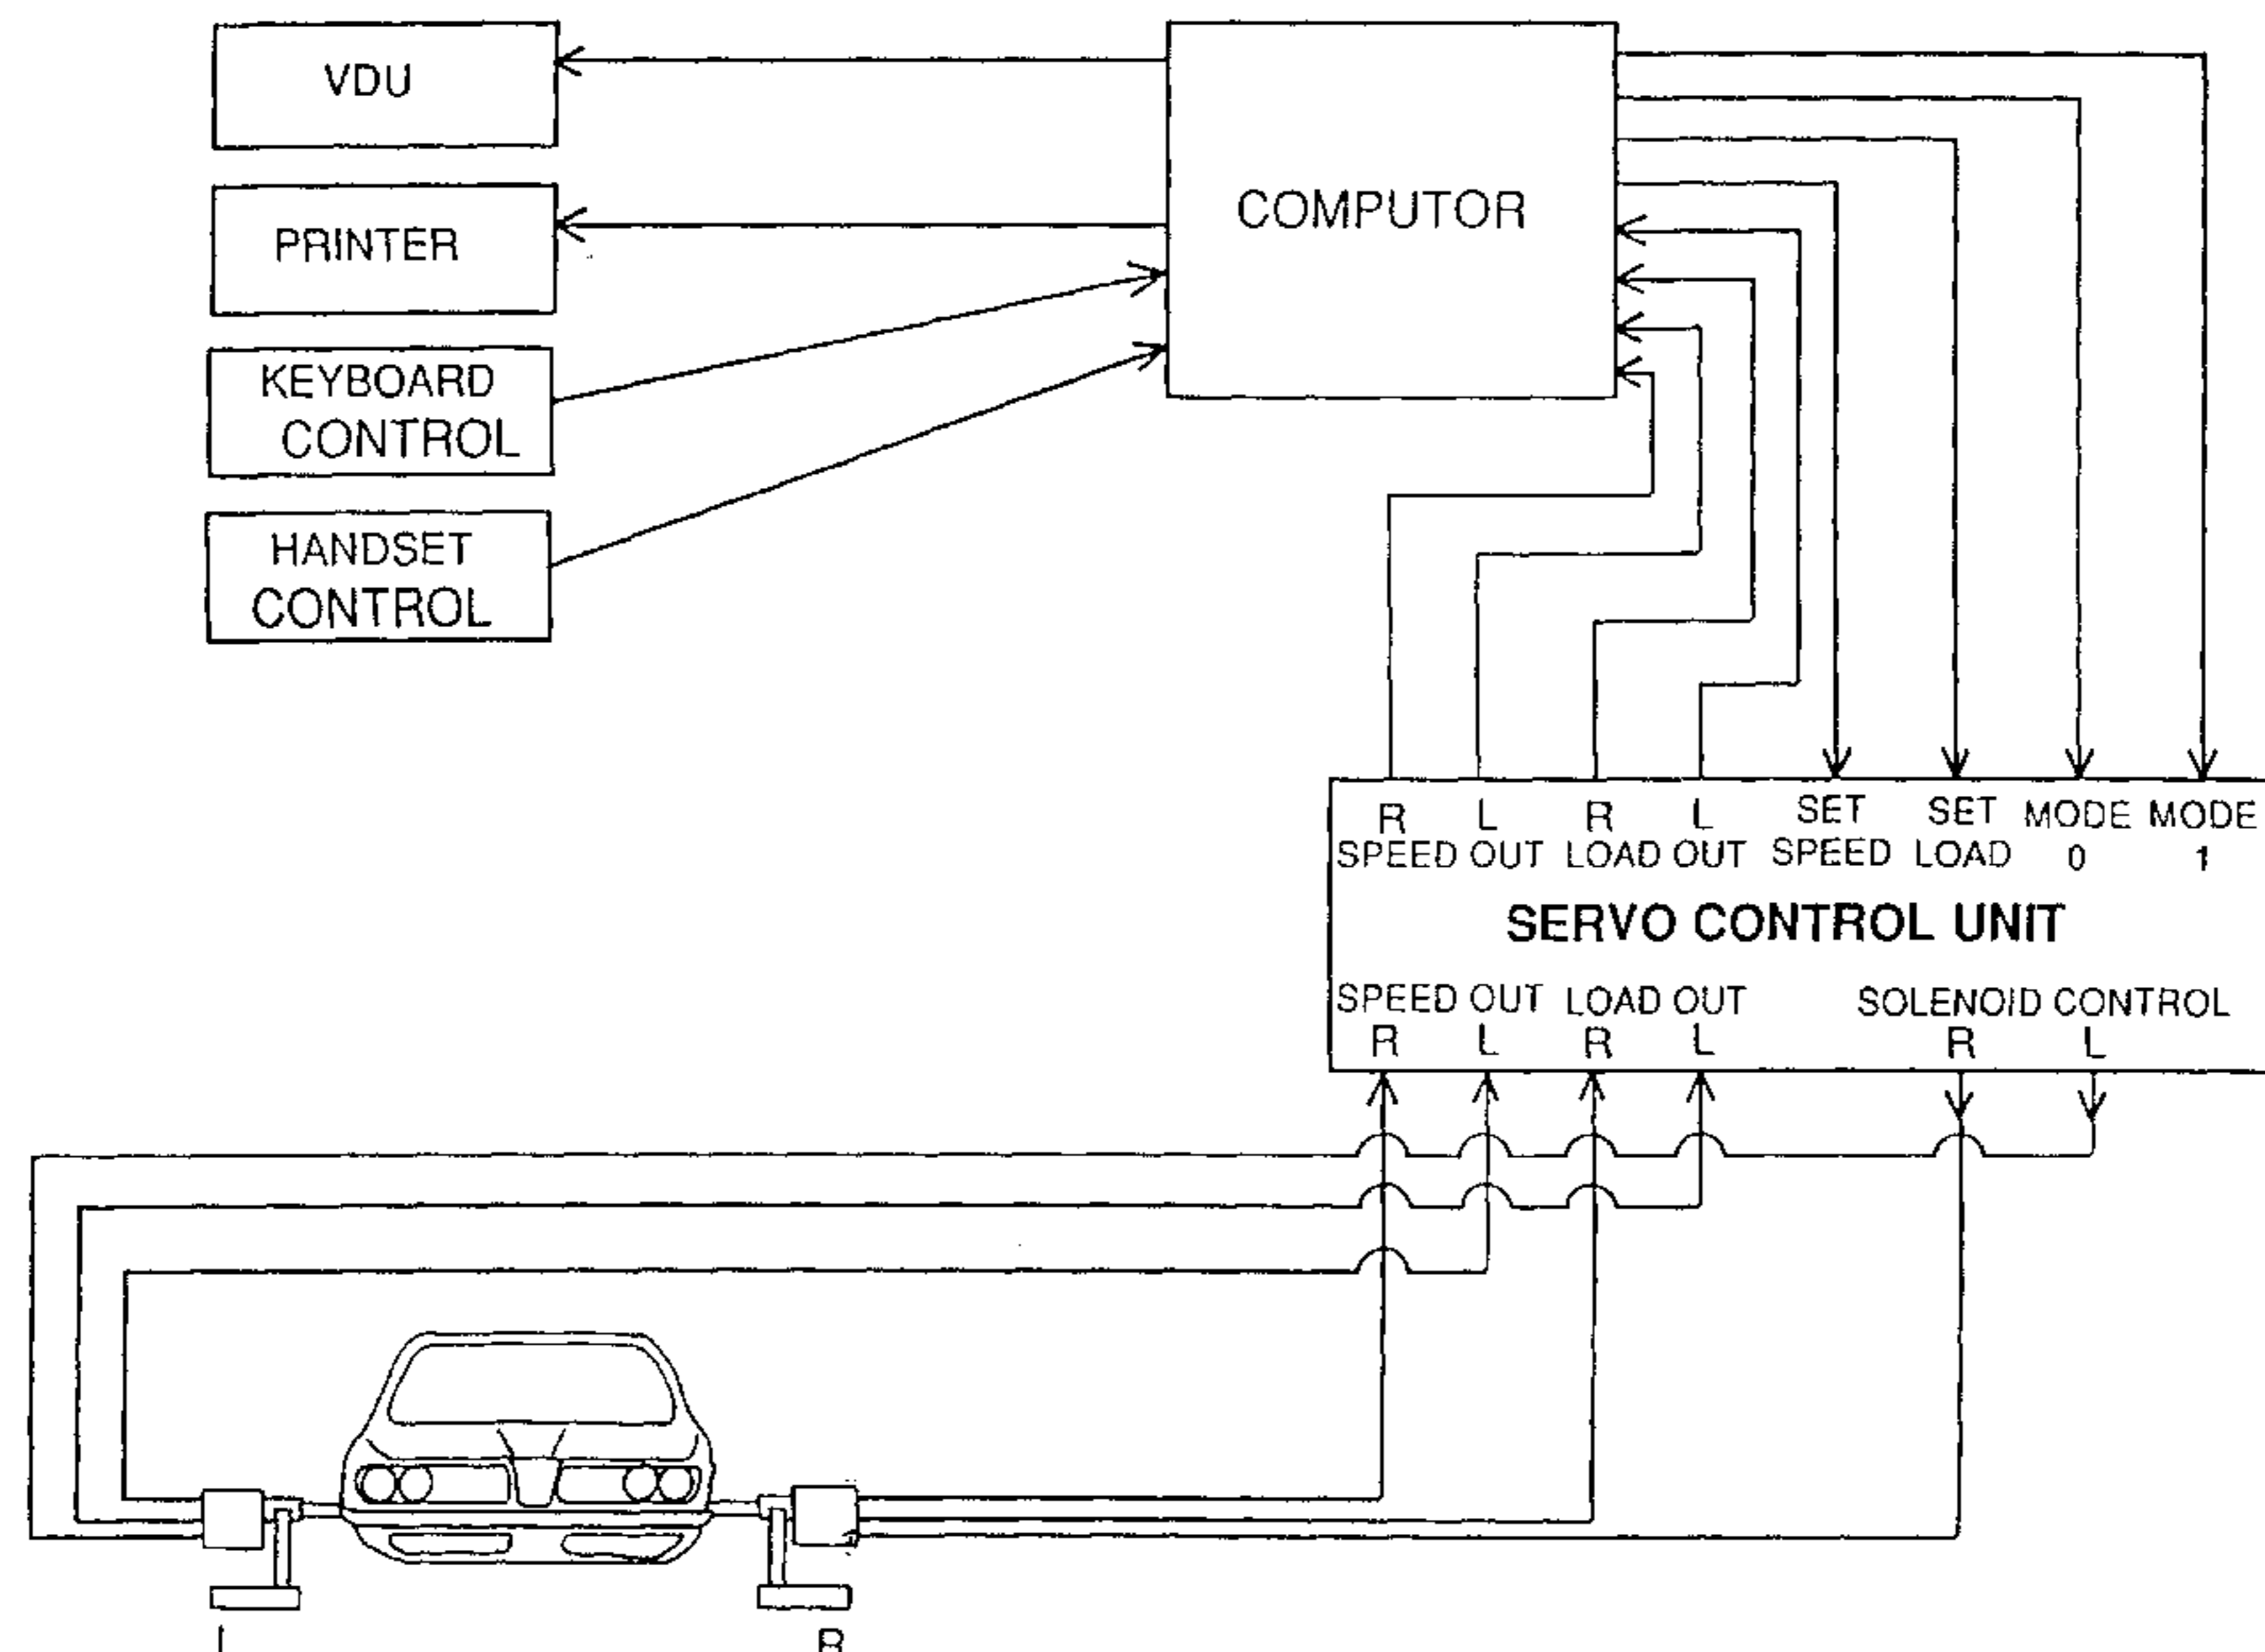 VDU
PRINTER
KEYBOARD
CONTROL
HANDSET
CONTROL
COMPUTOR
R L R L SET SET MODE MODE
SPEED OUT LOAD OUT SPEED LOAD 0 1
SERVO CONTROL UNIT
SPEED OUT LOAD OUT SOLENOID CONTROL
R L R L R L